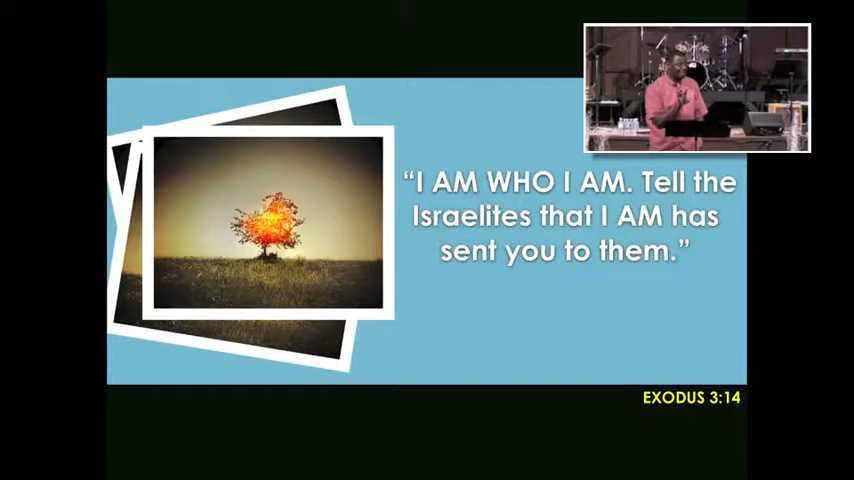 “I AM WHO I AM. Tell the
Israelites that I AM has
sent you to them.”
EXODUS 3:14